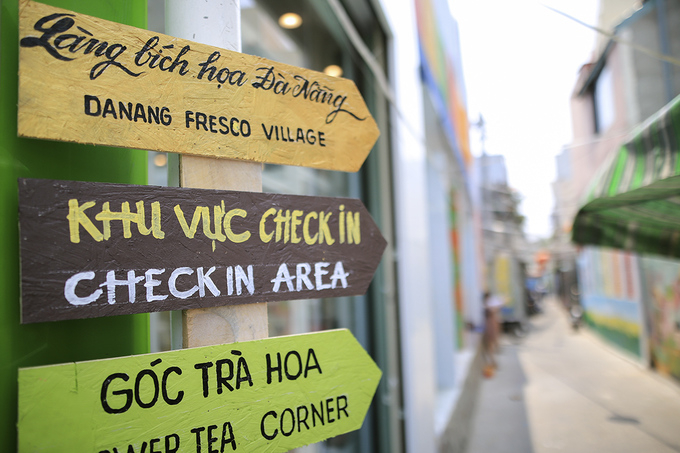 Làng bích họa Đà Nẵng
DANANG FRESCO VILLAGE
KHU VỰC CHECK IN
CHECK IN AREA
GÓC TRÀ HOA
TEA CORNER